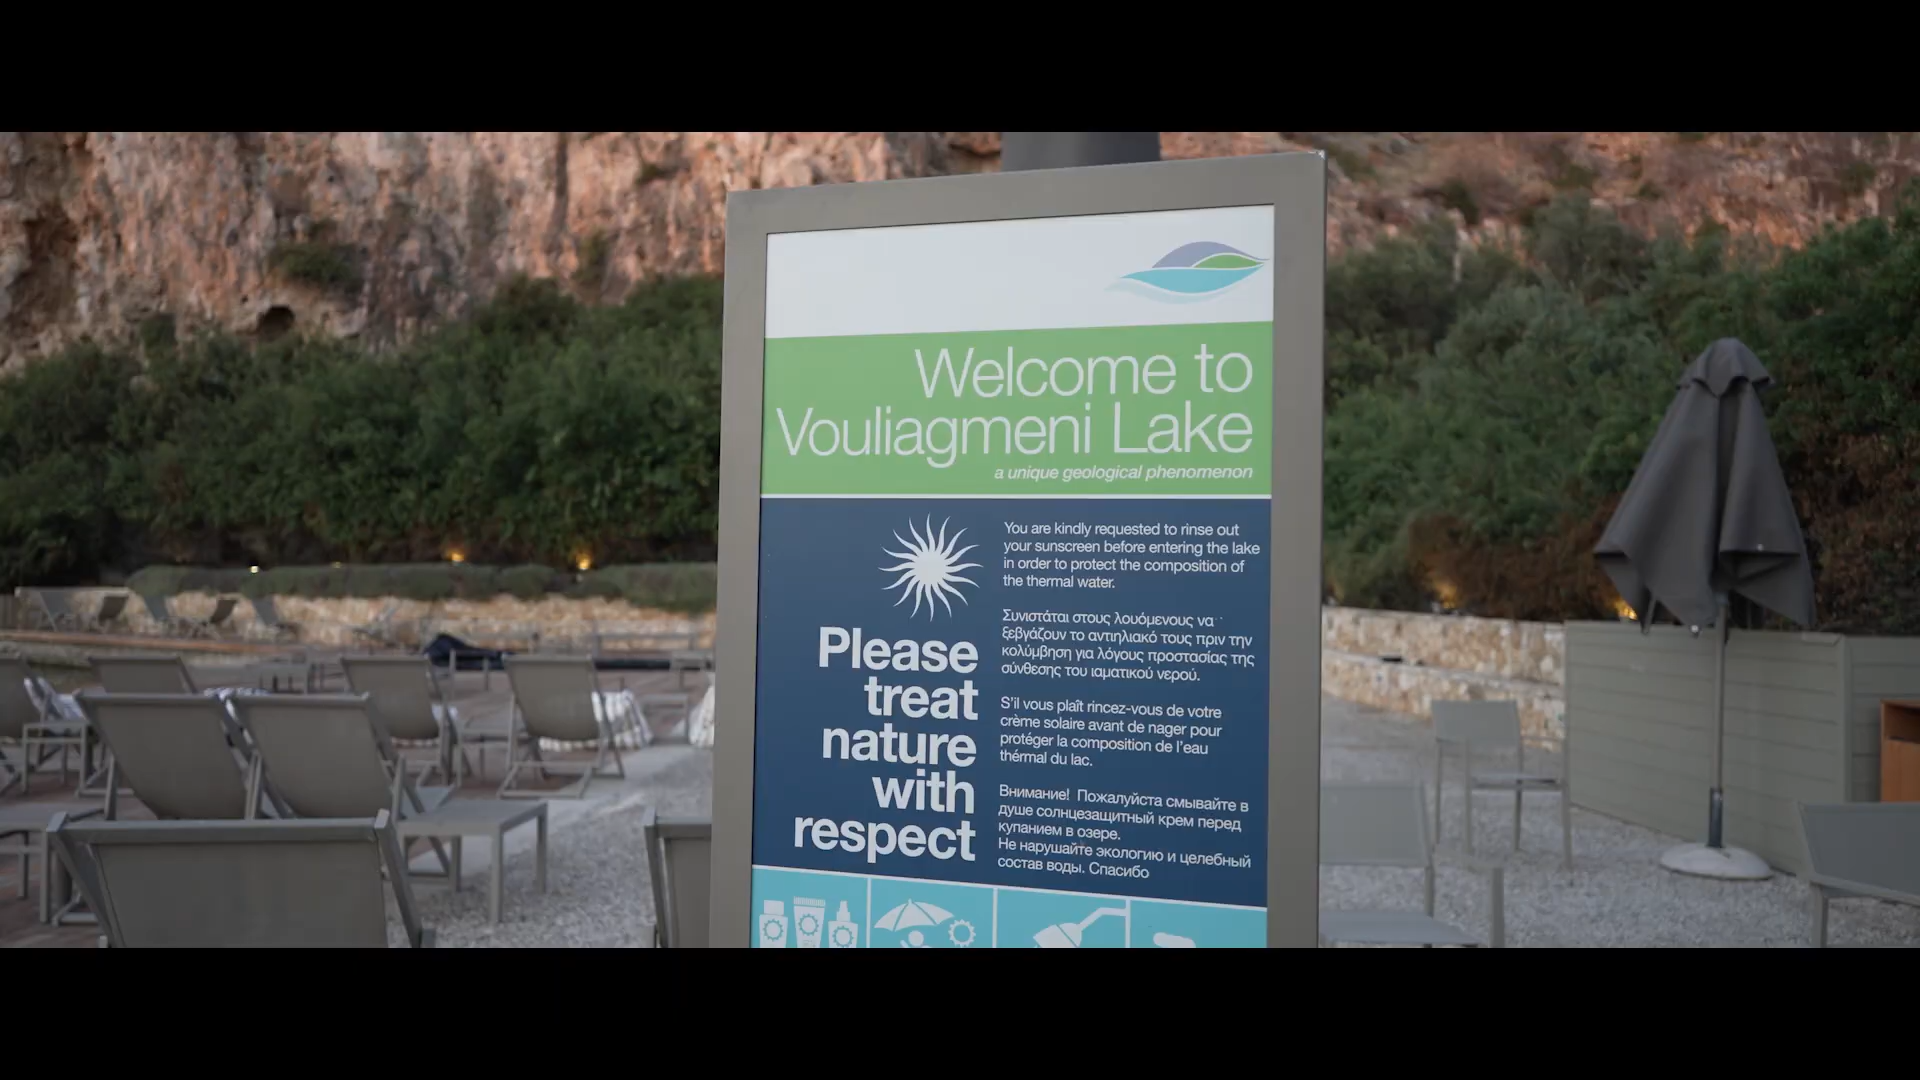 Welcome to
Vouliagmeni Lake
a unique geological phenomenon
Please
treat
nature
with
respect
You are kindly requested to rinse out
your sunscreen before entering the lake
in order to protect the composition of
the thermal water.
Συνιστάται στους λουόμενους να
ξεβγάζουν το αντιηλιακό τους πριν την
κολύμβηση για λόγους προστασίας της
σύνθεσης του ιαματικού νερού.
S'il vous plaît rincez-vous de votre
crème solaire avant de nager pour
protéger la composition de l'eau
thérmal du lac.
Внимание! Пожалуйста смывайте в
душе солнцезащитный крем перед
купанием в озере.
Не нарушайте экологию и целебный
состав воды. Спасибо